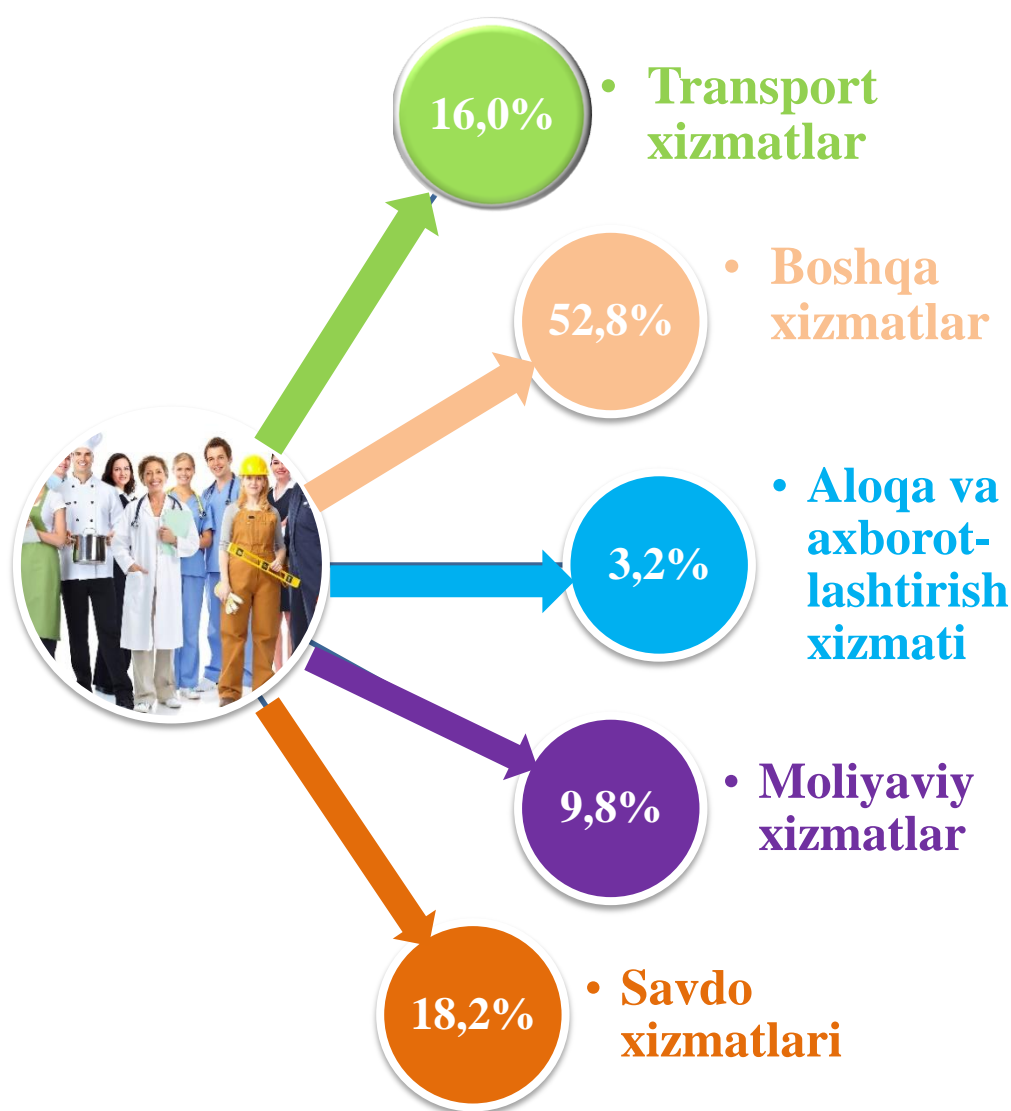 16,0%
• Transport
xizmatlar
52,8%
• Boshqa
xizmatlar
3,2%
• Aloqa va
axborot-
lashtirish
xizmati
9,8%
• Moliyaviy
xizmatlar
18,2%
• Savdo
xizmatlari